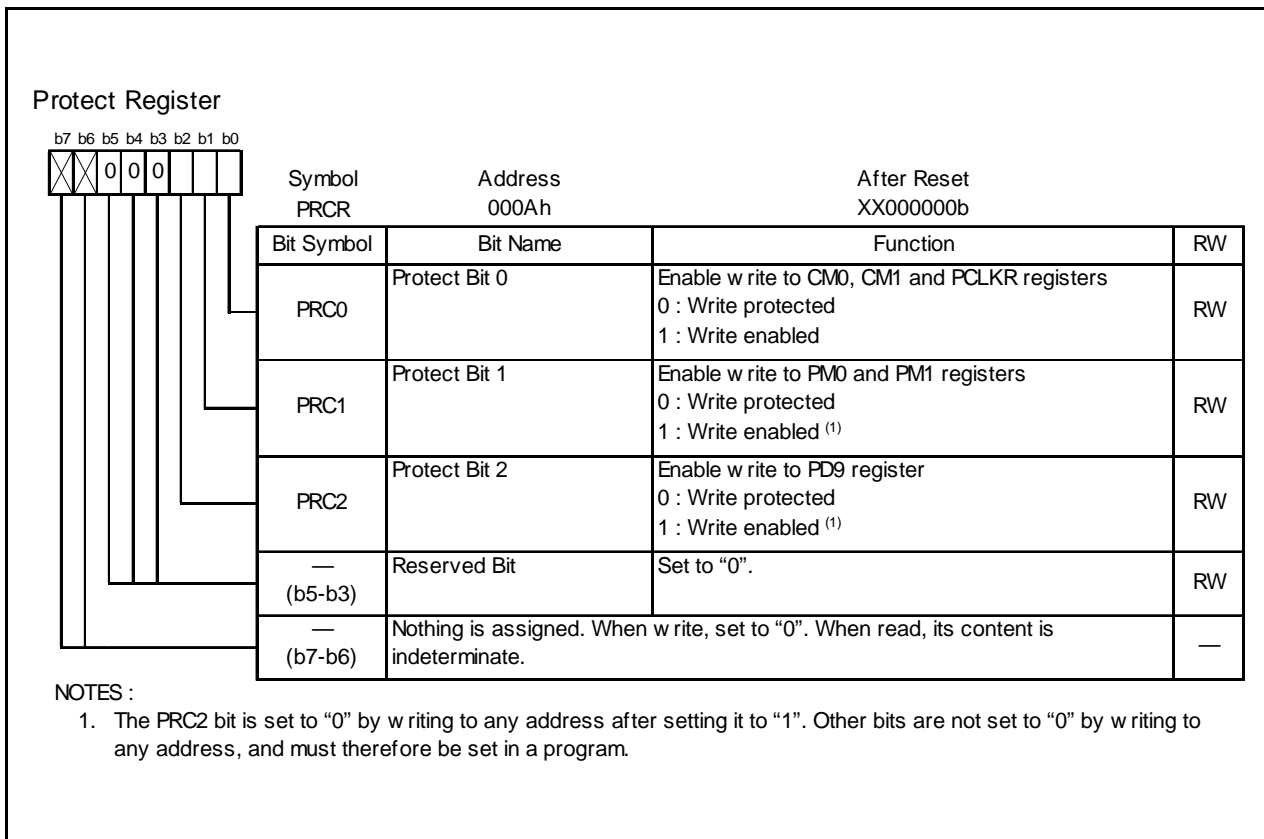 Protect Register
b7 b6 b5 b4 b3 b2 b1 b0
0 0 0
Symbol Address After Reset
PRCR 000Ah XX000000b
Bit Symbol Bit Name Function RW
PRC0 Protect Bit 0 Enable write to CM0, CM1 and PCLKR registers RW
0 : Write protected
1 : Write enabled
PRC1 Protect Bit 1 Enable write to PM0 and PM1 registers RW
0 : Write protected
1 : Write enabled (1)
PRC2 Protect Bit 2 Enable write to PD9 register RW
0 : Write protected
1 : Write enabled (1)
— Reserved Bit Set to “0”. RW
(b5-b3)
— Nothing is assigned. When write, set to “0”. When read, its content is —
(b7-b6) indeterminate.
NOTES :
1. The PRC2 bit is set to “0” by writing to any address after setting it to “1”. Other bits are not set to “0” by writing to
any address, and must therefore be set in a program.